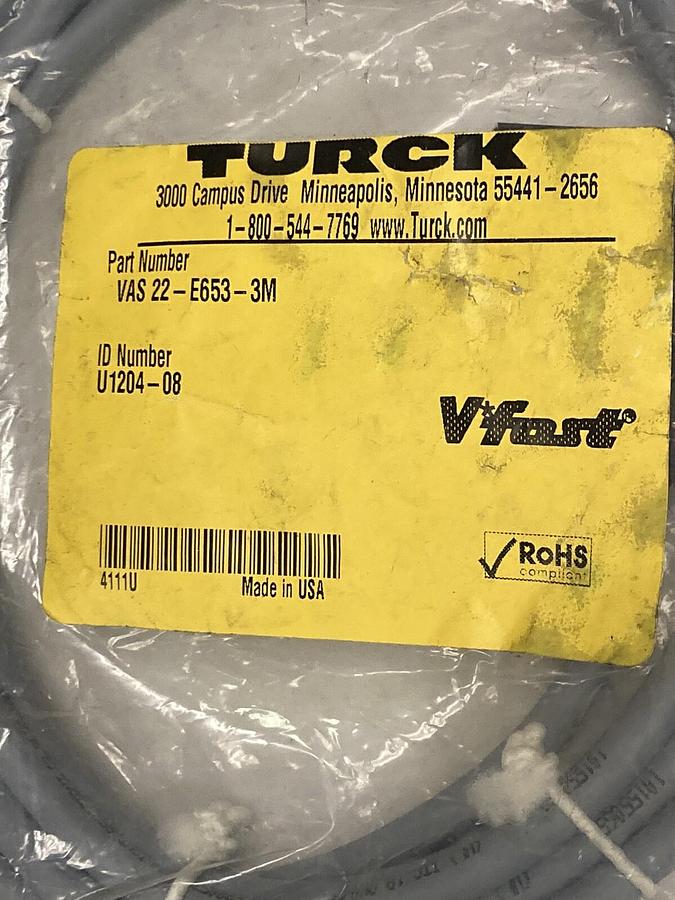 TURCK
3000 Campus Drive Minneapolis, Minnesota 55441-2656
1-800-544-7769 www.Turck.com
Part Number
VAS 22-E653-3M
ID Number
U1204-08
V*fast®
RoHS
compliant
4111U Made in USA